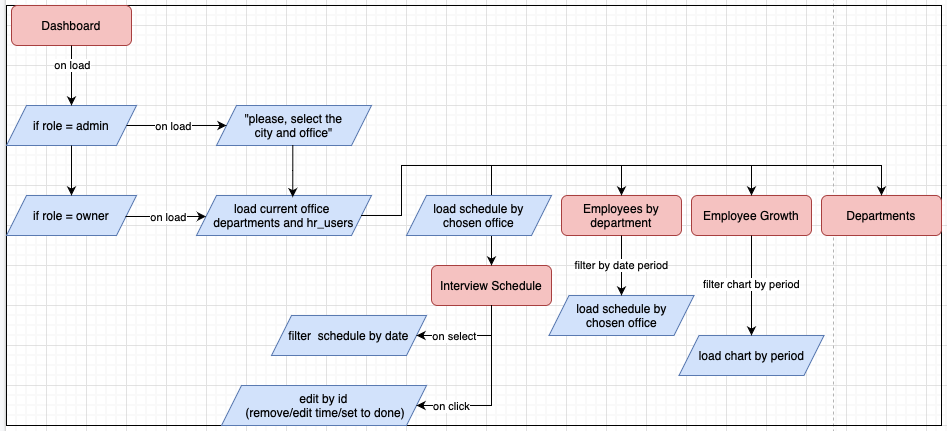 Dashboard
on load
if role = admin
on load
"please, select the
city and office"
if role = owner
on load
load current office
departments and hr_users
load schedule by
chosen office
Employees by
department
Employee Growth
Departments
filter by date period
Interview Schedule
filter chart by period
load schedule by
chosen office
filter  schedule by date
on select
load chart by period
edit by id
(remove/edit time/set to done)
on click